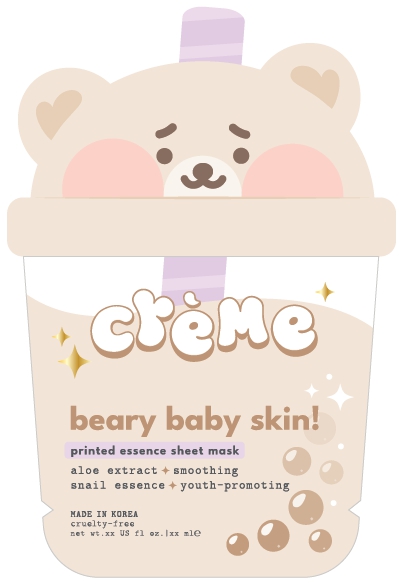 crèMe
beary baby skin!
printed essence sheet mask
aloe extract ✦ smoothing
snail essence ✦ youth-promoting
MADE IN KOREA
cruelty-free
net wt.xx US fl oz.|xx ml℮